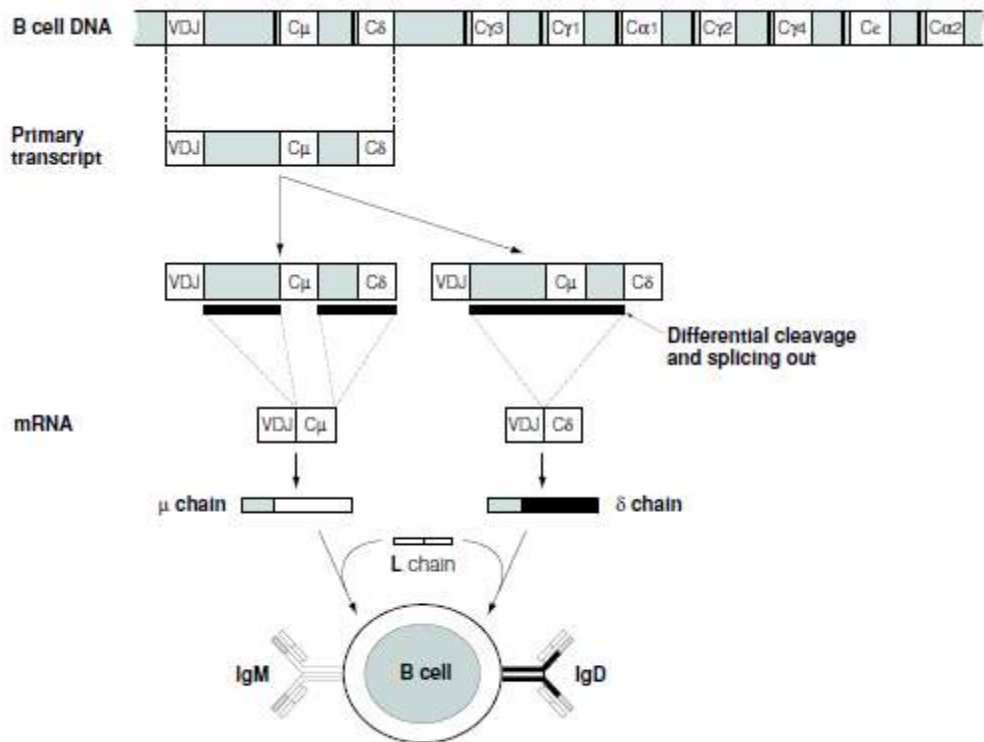 B cell DNA
VDJ Cμ Cδ Cγ3 Cγ1 Cα1 Cγ2 Cγ4 Cε Cα2
Primary
transcript
VDJ Cμ Cδ
VDJ Cμ Cδ
VDJ Cμ Cδ
Differential cleavage
and splicing out
mRNA
VDJ Cμ
VDJ Cδ
μ chain
δ chain
L chain
IgM
B cell
IgD